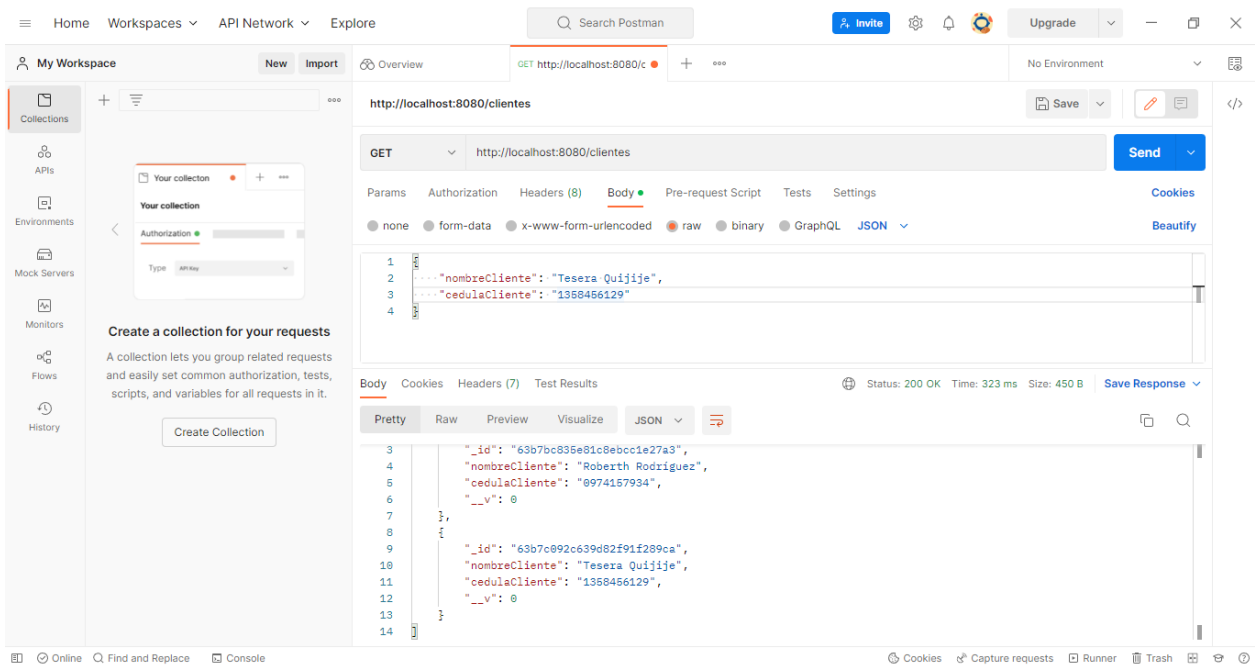 Home Workspaces API Network Explore Search Postman Invite Upgrade
My Workspace New Import Overview GET http://localhost:8080/c No Environment
Collections
APIs
Environments
Mock Servers
Monitors
Flows
History
Your collecton
Your collection
Authorization
Type API Key
Create a collection for your requests
A collection lets you group related requests
and easily set common authorization, tests,
scripts, and variables for all requests in it.
Create Collection
http://localhost:8080/clientes Save
GET http://localhost:8080/clientes Send
Params Authorization Headers (8) Body Pre-request Script Tests Settings Cookies
none form-data x-www-form-urlencoded raw binary GraphQL JSON Beautify
1 {
2 "nombreCliente": "Tesera Quijije",
3 "cedulaCliente": "1358456129"
4 }
Body Cookies Headers (7) Test Results Status: 200 OK Time: 323 ms Size: 450 B Save Response
Pretty Raw Preview Visualize JSON
3 "_id": "63b7bc835e81c8ebcc1e27a3",
4 "nombreCliente": "Roberth Rodríguez",
5 "cedulaCliente": "0974157934",
6 "__v": 0
7 },
8 {
9 "_id": "63b7c092c639d82f91f289ca",
10 "nombreCliente": "Tesera Quijije",
11 "cedulaCliente": "1358456129",
12 "__v": 0
13 }
14 ]
Online Find and Replace Console Cookies Capture requests Runner Trash